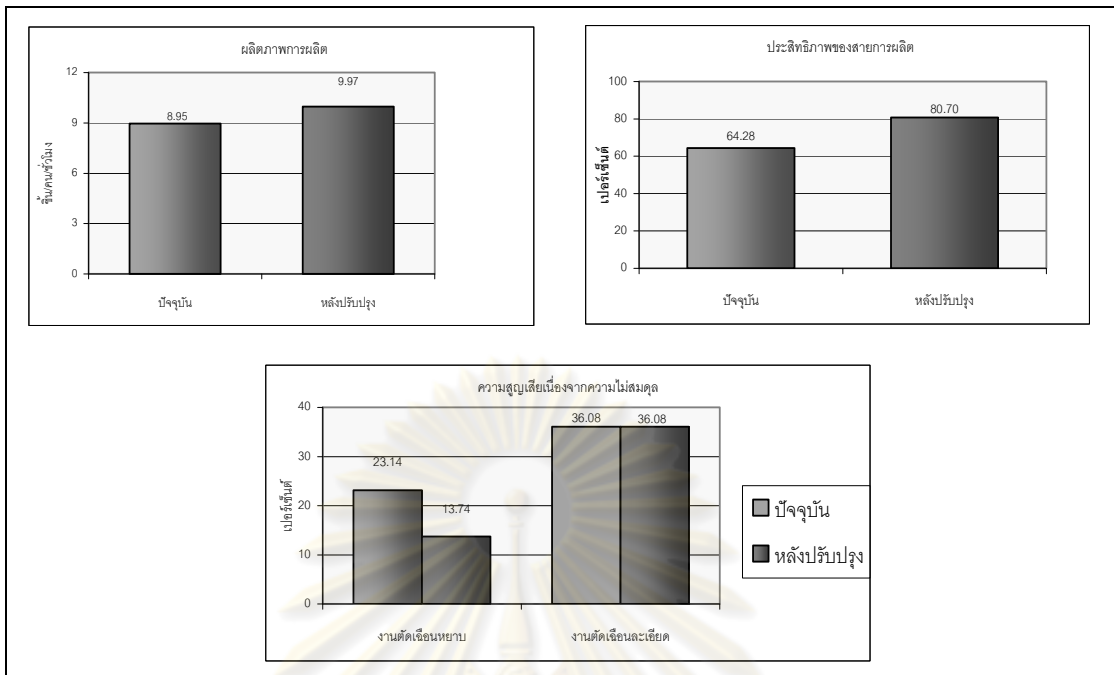 ผลิตภาพการผลิต
12
9
6
3
0
ชิ้น/คน/ชั่วโมง
8.95
9.97
ปัจจุบัน
หลังปรับปรุง
ประสิทธิภาพของสายการผลิต
100
80
60
40
20
0
เปอร์เซ็นต์
64.28
80.70
ปัจจุบัน
หลังปรับปรุง
ความสูญเสียเนื่องจากความไม่สมดุล
40
30
20
10
0
เปอร์เซ็นต์
23.14
13.74
36.08
36.08
งานตัดเฉือนหยาบ
งานตัดเฉือนละเอียด
ปัจจุบัน
หลังปรับปรุง